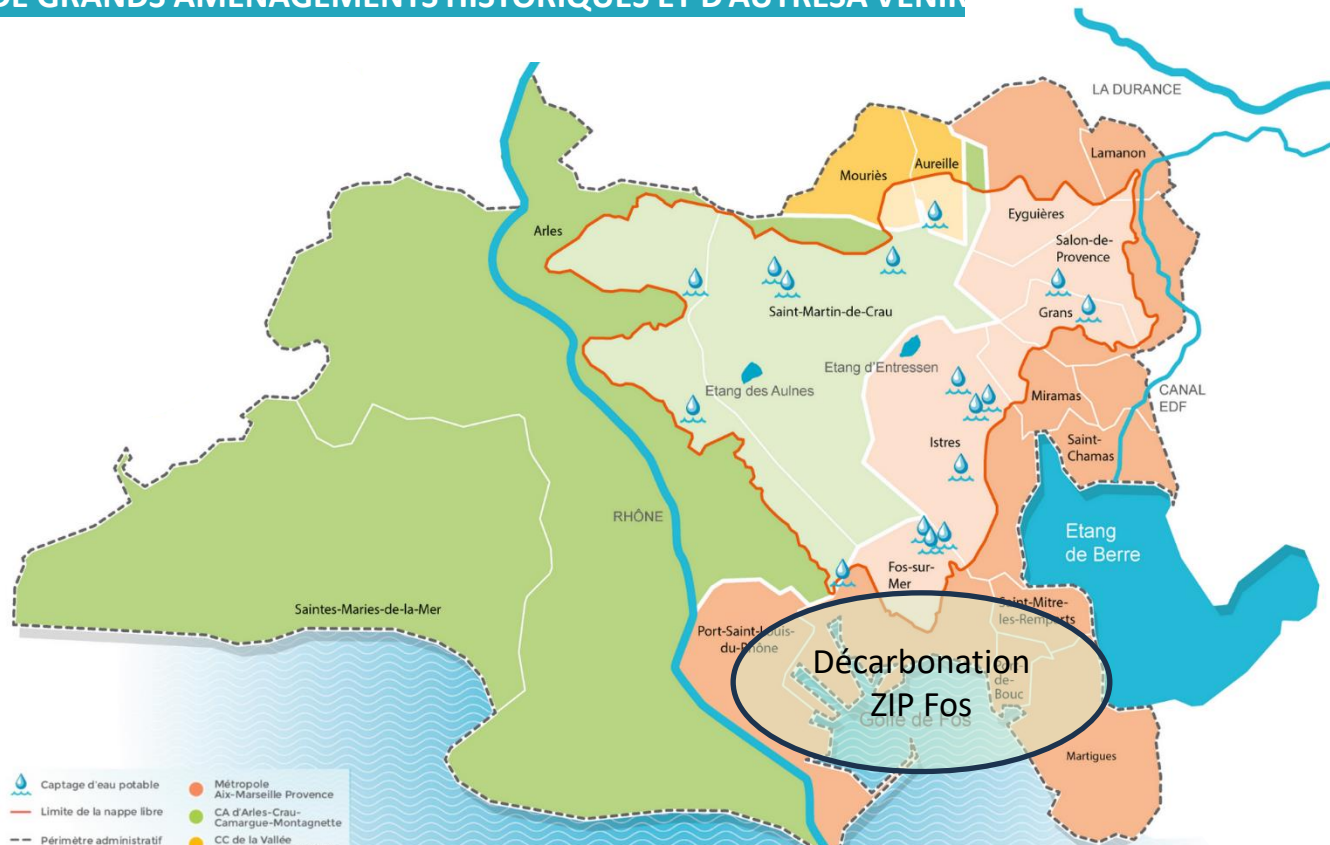 DE GRANDS AMÉNAGEMENTS HISTORIQUES ET D'AUTRESÀ VENIR
LA DURANCE
Lamanon
Aureille
Mouriès
Eyguières
Arles
Salon-de-
Provence
Saint-Martin-de-Crau
Grans
Etang d'Entressen
Etang des Aulnes
Miramas
CANAL
EDF
Istres
Saint-
Chamas
RHÔNE
Etang
de Berre
Fos-sur-
Mer
Saintes-Maries-de-la-Mer
Saint-Mitre-
les-Remparts
Port-Saint-Louis-
du-Rhône
Décarbonation
ZIP Fos
de-
Bouc
Golfe de Fos
Martigues
Captage d'eau potable
Métropole
Aix-Marseille Provence
Limite de la nappe libre
CA d'Arles-Crau-
Camargue-Montagnette
Périmètre administratif
CC de la Vallée